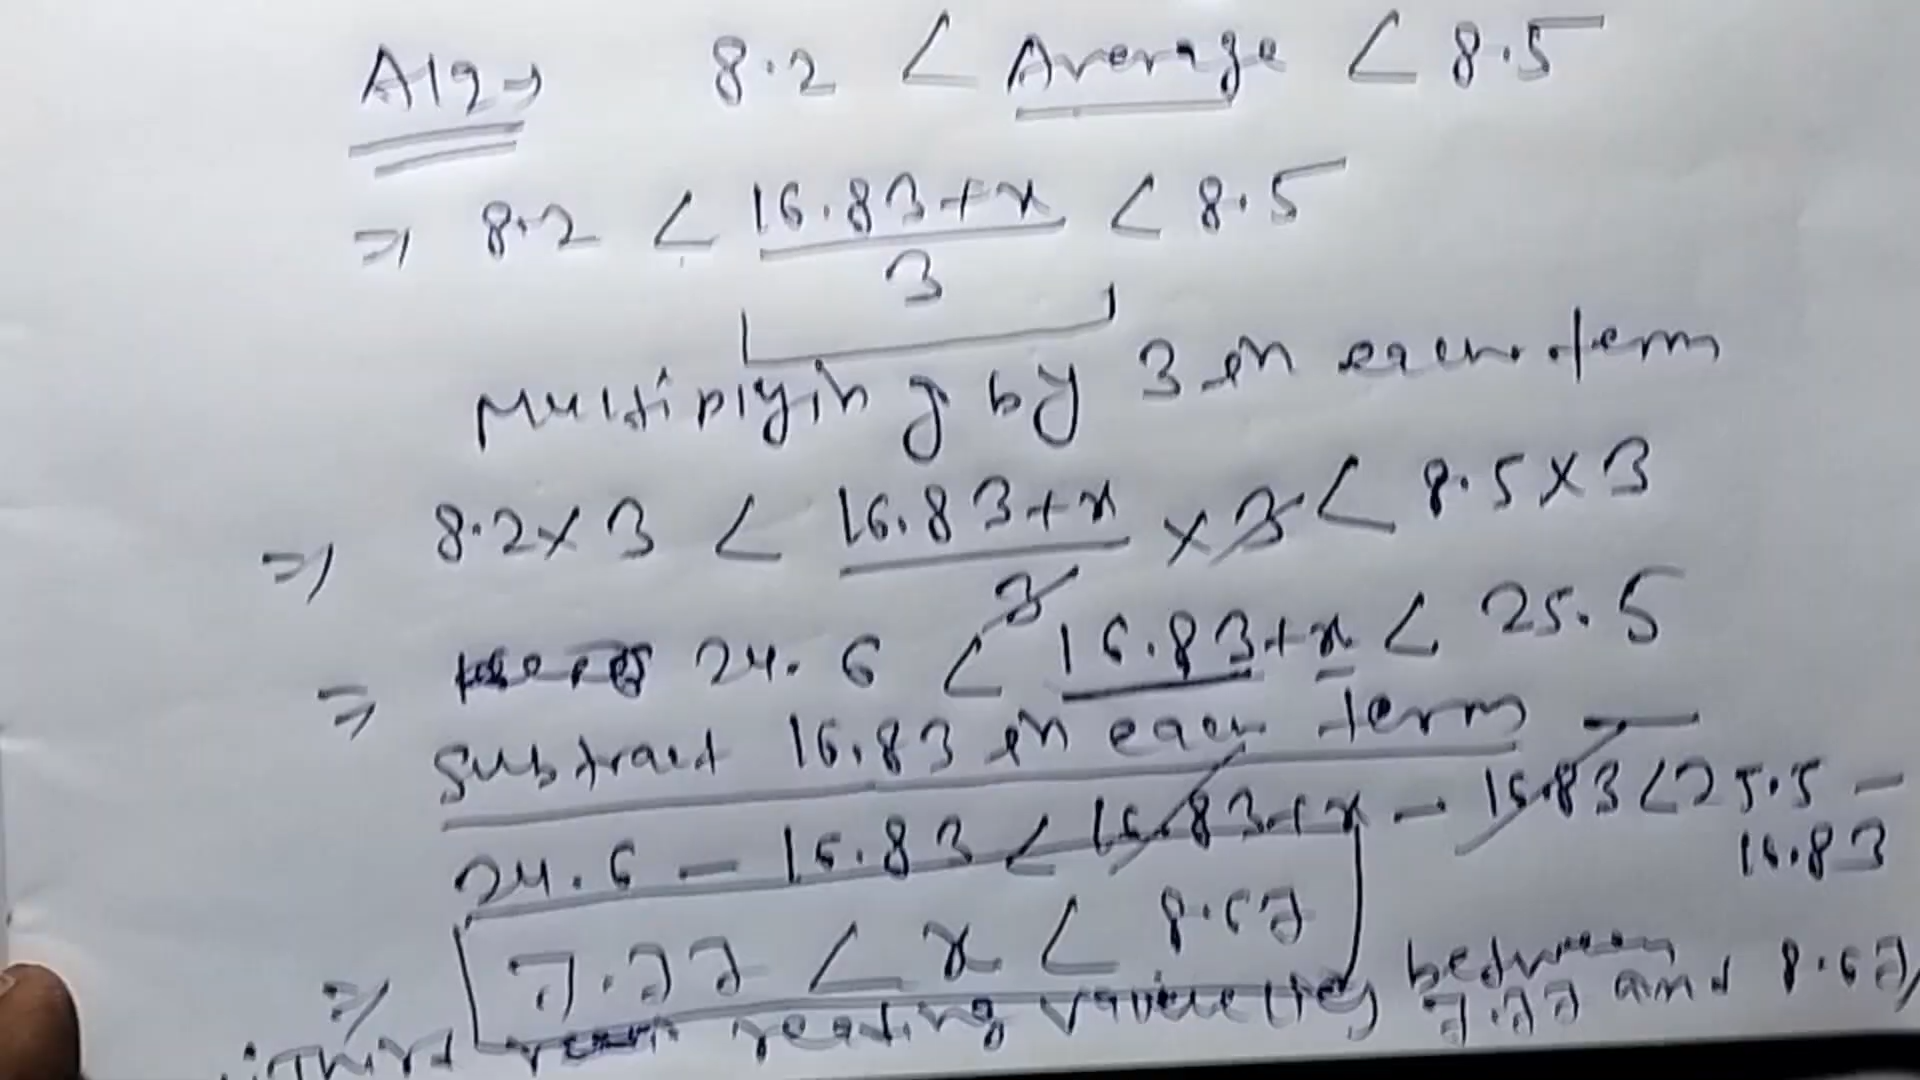 A/q → 8.2 < Average < 8.5
⇒ 8.2 < (16.83+x)/3 < 8.5
Multiplying by 3 in each term
⇒ 8.2×3 < (16.83+x)/3 ×3 < 8.5×3
⇒ 24.6 < 16.83+x < 25.5
subtract 16.83 in each term
24.6 - 16.83 < 16.83+x - 16.83 < 25.5 - 16.83
⇒ 7.77 < x < 8.67
∴ Third reading value lies between 7.77 and 8.67